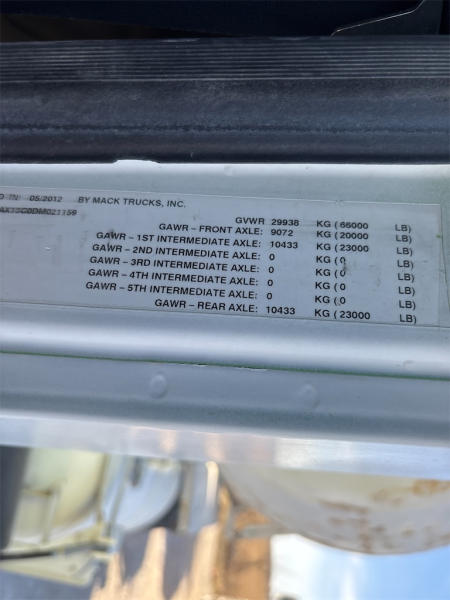 IN: 05/2012 BY MACK TRUCKS, INC.
GVWR 29938 KG ( 66000 LB)
GAWR – FRONT AXLE: 9072 KG ( 20000 LB)
GAWR – 1ST INTERMEDIATE AXLE: 10433 KG ( 23000 LB)
GAWR – 2ND INTERMEDIATE AXLE: 0 KG ( 0 LB)
GAWR – 3RD INTERMEDIATE AXLE: 0 KG ( 0 LB)
GAWR – 4TH INTERMEDIATE AXLE: 0 KG ( 0 LB)
GAWR – 5TH INTERMEDIATE AXLE: 0 KG ( 0 LB)
GAWR – REAR AXLE: 10433 KG ( 23000 LB)